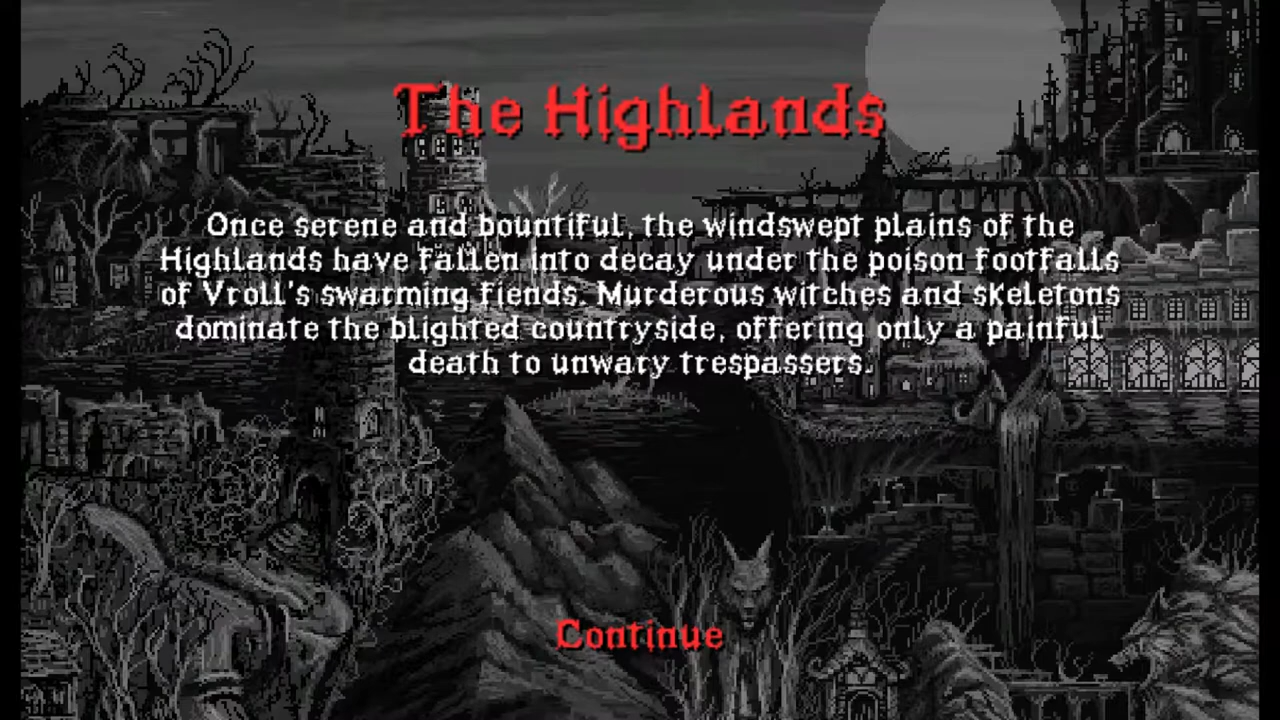 The Highlands
Once serene and bountiful, the windswept plains of the
Highlands have fallen into decay under the poison footfalls
of Vroll's swarming fiends. Murderous witches and skeletons
dominate the blighted countryside, offering only a painful
death to unwary trespassers.
Continue